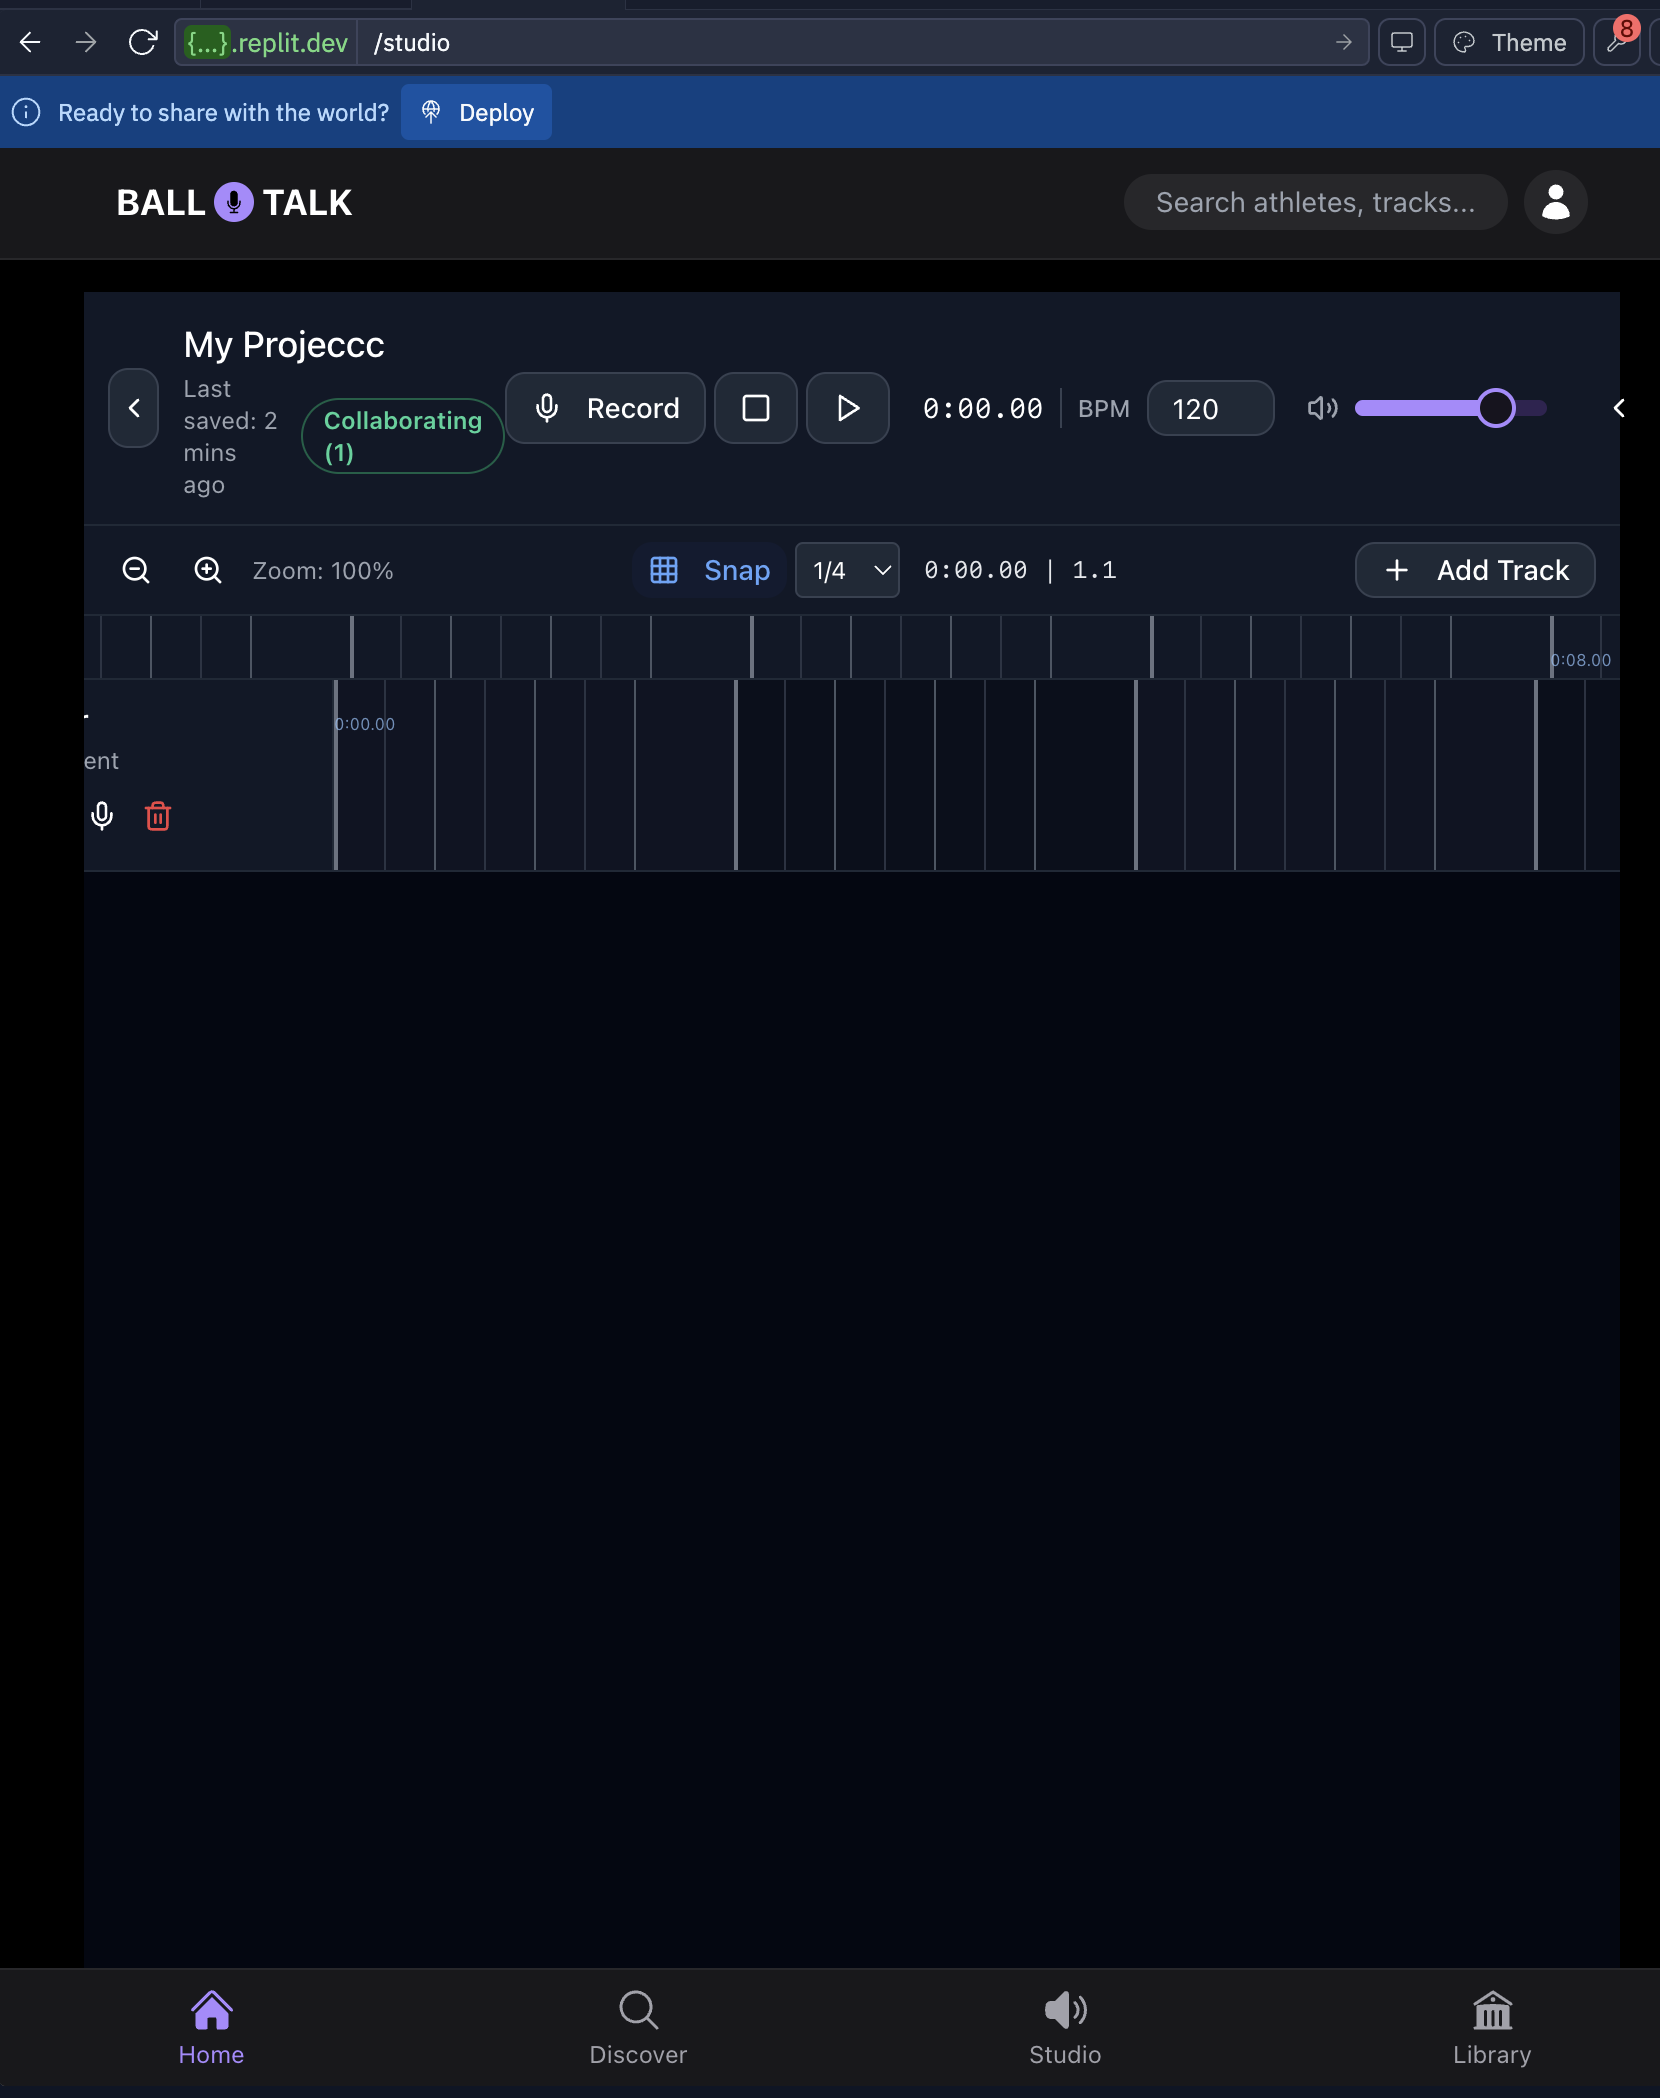 {...}.replit.dev /studio
Theme
8
Ready to share with the world? Deploy
BALL TALK
Search athletes, tracks...
My Projeccc
Last
saved: 2
mins
ago
Collaborating
(1)
Record
0:00.00
BPM
120
Zoom: 100%
Snap
1/4
0:00.00 | 1.1
Add Track
0:08.00
0:00.00
ent
Home
Discover
Studio
Library